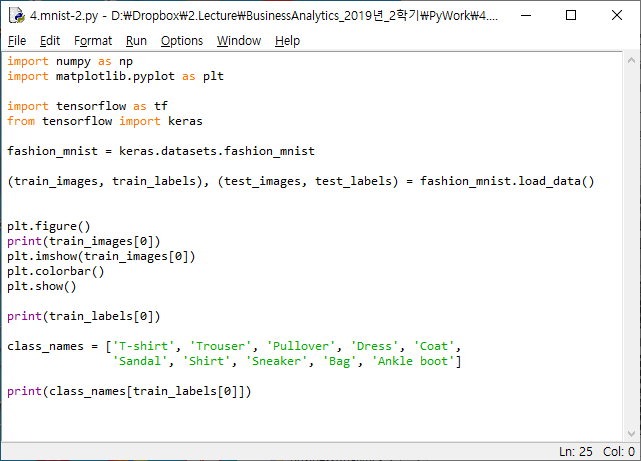 4.mnist-2.py - D:₩Dropbox₩2.Lecture₩BusinessAnalytics_2019년_2학기₩PyWork₩4....
File Edit Format Run Options Window Help
import numpy as np
import matplotlib.pyplot as plt
import tensorflow as tf
from tensorflow import keras
fashion_mnist = keras.datasets.fashion_mnist
(train_images, train_labels), (test_images, test_labels) = fashion_mnist.load_data()
plt.figure()
print(train_images[0])
plt.imshow(train_images[0])
plt.colorbar()
plt.show()
print(train_labels[0])
class_names = ['T-shirt', 'Trouser', 'Pullover', 'Dress', 'Coat',
'Sandal', 'Shirt', 'Sneaker', 'Bag', 'Ankle boot']
print(class_names[train_labels[0]])
Ln: 25 Col: 0